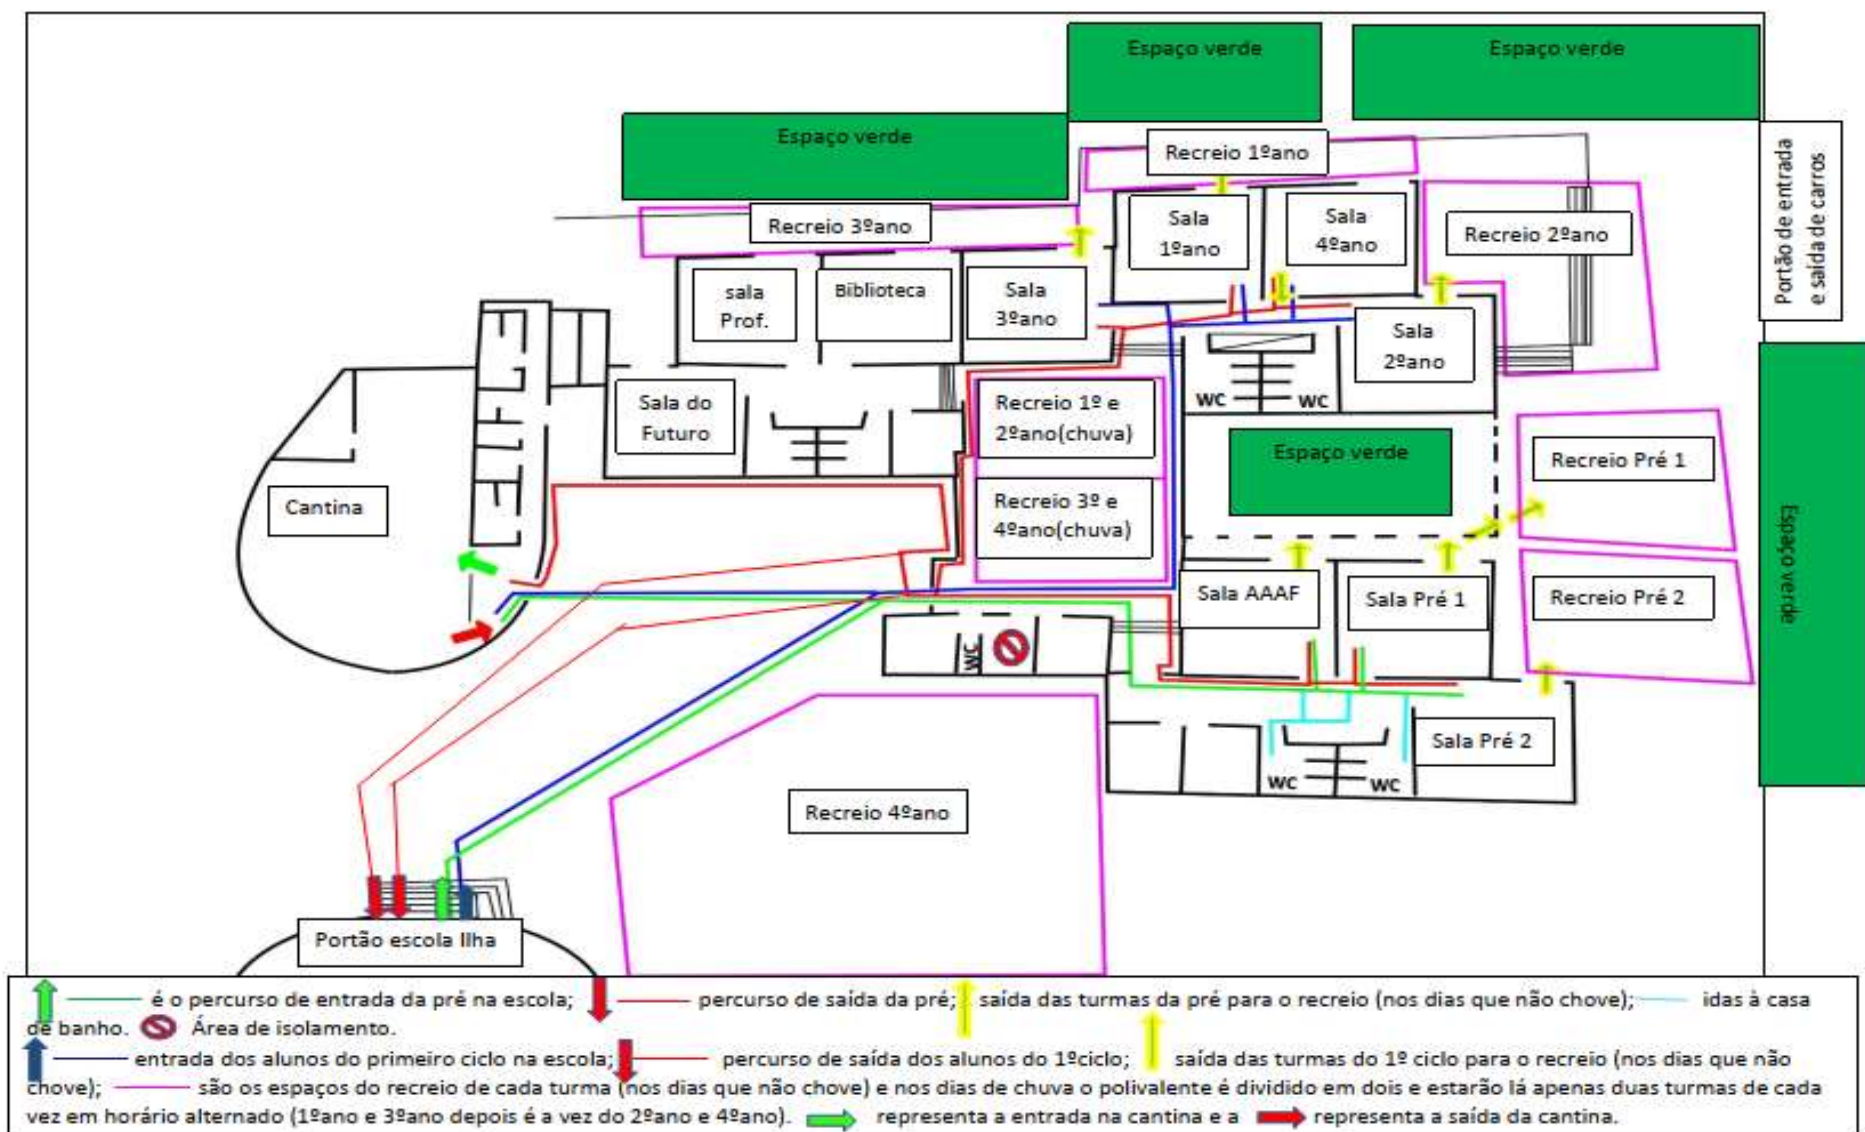 Espaço verde
Espaço verde
Espaço verde
Recreio 1ºano
Portão de entrada
e saída de carros
Recreio 3ºano
Sala
1ºano
Sala
4ºano
Recreio 2ºano
sala
Prof.
Biblioteca
Sala
3ºano
Sala
2ºano
WC
WC
Sala do
Futuro
Recreio 1º e
2ºano(chuva)
Espaço verde
Recreio Pré 1
Cantina
Recreio 3º e
4ºano(chuva)
Espaço verde
Sala AAAF
Sala Pré 1
Recreio Pré 2
WC
Sala Pré 2
WC
WC
Recreio 4ºano
Portão escola Ilha
é o percurso de entrada da pré na escola; percurso de saída da pré; saída das turmas da pré para o recreio (nos dias que não chove); idas à casa
de banho. Área de isolamento.
entrada dos alunos do primeiro ciclo na escola; percurso de saída dos alunos do 1ºciclo; saída das turmas do 1º ciclo para o recreio (nos dias que não
chove); são os espaços do recreio de cada turma (nos dias que não chove) e nos dias de chuva o polivalente é dividido em dois e estarão lá apenas duas turmas de cada
vez em horário alternado (1ºano e 3ºano depois é a vez do 2ºano e 4ºano). representa a entrada na cantina e a representa a saída da cantina.